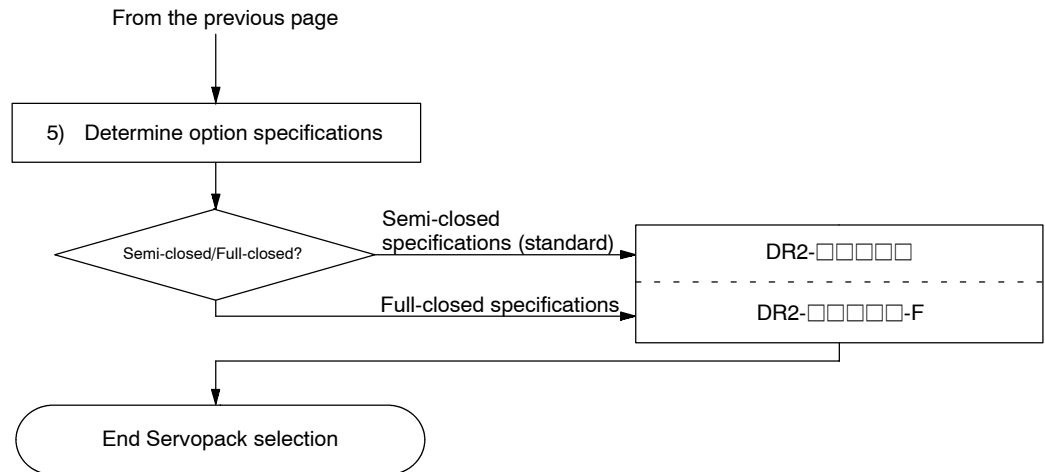 From the previous page
5) Determine option specifications
Semi-closed/Full-closed?
Semi-closed
specifications (standard)
DR2-□□□□□
Full-closed specifications
DR2-□□□□□-F
End Servopack selection